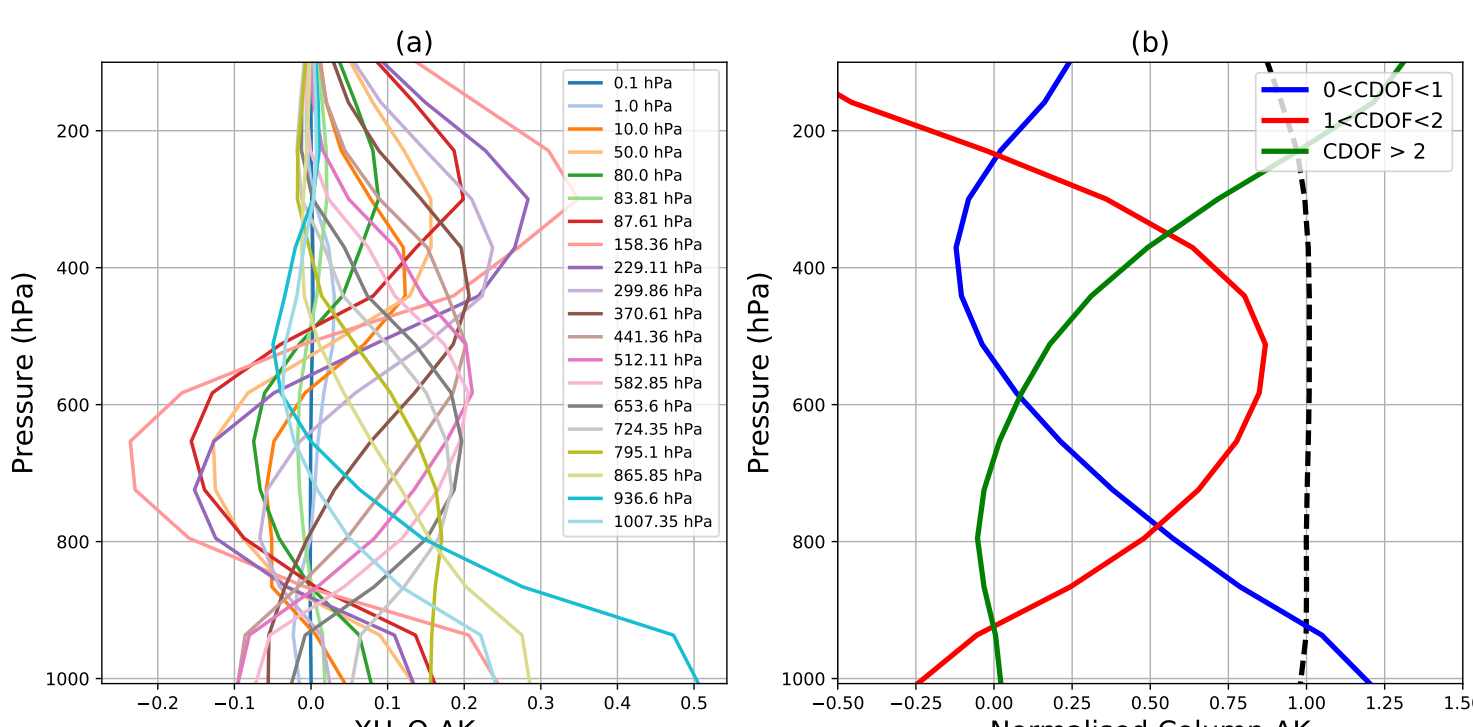 (a)
(b)
Pressure (hPa)
200
400
600
800
1000
−0.2
−0.1
0.0
0.1
0.2
0.3
0.4
0.5
0.1 hPa
1.0 hPa
10.0 hPa
50.0 hPa
80.0 hPa
83.81 hPa
87.61 hPa
158.36 hPa
229.11 hPa
299.86 hPa
370.61 hPa
441.36 hPa
512.11 hPa
582.85 hPa
653.6 hPa
724.35 hPa
795.1 hPa
865.85 hPa
936.6 hPa
1007.35 hPa
Pressure (hPa)
200
400
600
800
1000
−0.50
−0.25
0.00
0.25
0.50
0.75
1.00
1.25
0<CDOF<1
1<CDOF<2
CDOF > 2
Normalised Column AK